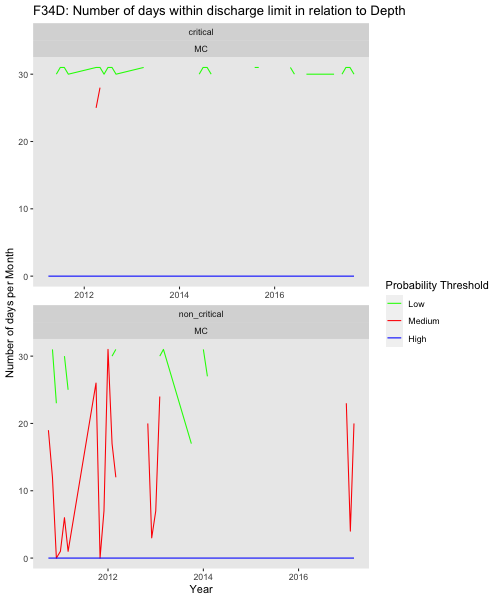 F34D: Number of days within discharge limit in relation to Depth
critical
MC
30
20
10
0
2012 2014 2016
Number of days per Month
Probability Threshold
Low
Medium
High
non_critical
MC
30
20
10
0
2012 2014 2016
Year